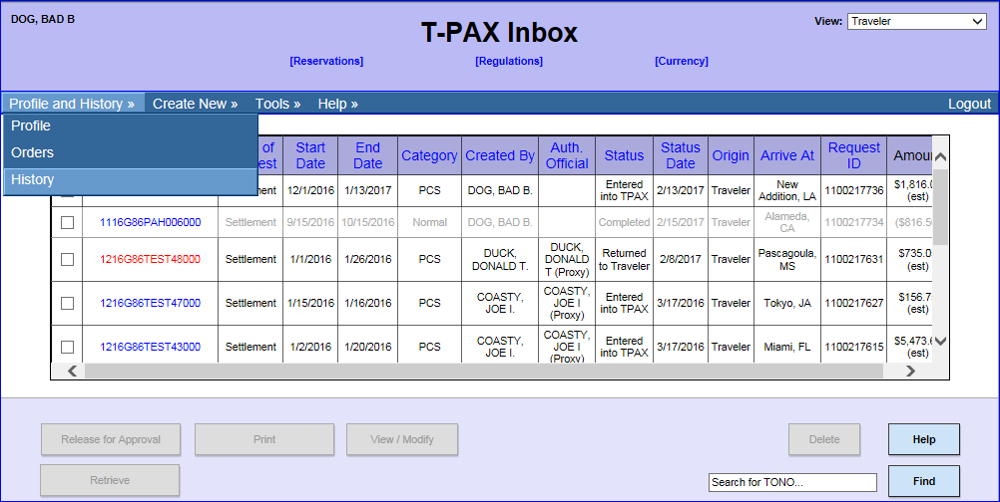 DOG, BAD B
T-PAX Inbox
View: Traveler
[Reservations] [Regulations] [Currency]
Profile and History » Create New » Tools » Help » Logout
Profile
Orders
History
of
est
Start Date
End Date
Category
Created By
Auth. Official
Status
Status Date
Origin
Arrive At
Request ID
Amou
ent 12/1/2016 1/13/2017 PCS DOG, BAD B. Entered into TPAX 2/13/2017 Traveler New Addition, LA 1100217736 $1,816.0 (est)
1116G86PAH006000 Settlement 9/15/2016 10/15/2016 Normal DOG, BAD B. Completed 2/15/2017 Traveler Alameda, CA 1100217734 ($816.5
1216G86TEST48000 Settlement 1/1/2016 1/26/2016 PCS DUCK, DONALD T. DUCK, DONALD T (Proxy) Returned to Traveler 2/8/2017 Traveler Pascagoula, MS 1100217631 $735.0 (est)
1216G86TEST47000 Settlement 1/15/2016 1/16/2016 PCS COASTY, JOE I. COASTY, JOE I (Proxy) Entered into TPAX 3/17/2016 Traveler Tokyo, JA 1100217627 $156.7 (est)
1216G86TEST43000 Settlement 1/2/2016 1/20/2016 PCS COASTY, JOE I. COASTY, JOE I (Proxy) Entered into TPAX 3/17/2016 Traveler Miami, FL 1100217615 $5,473.6 (est)
Release for Approval Print View / Modify Delete Help
Retrieve Search for TONO... Find